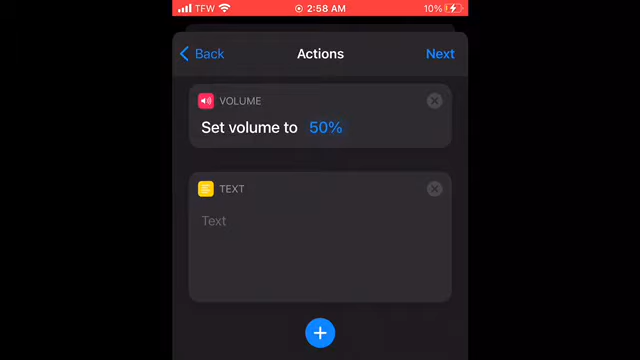 TFW 2:58 AM 10%
Back Actions Next
VOLUME
Set volume to 50%
TEXT
Text